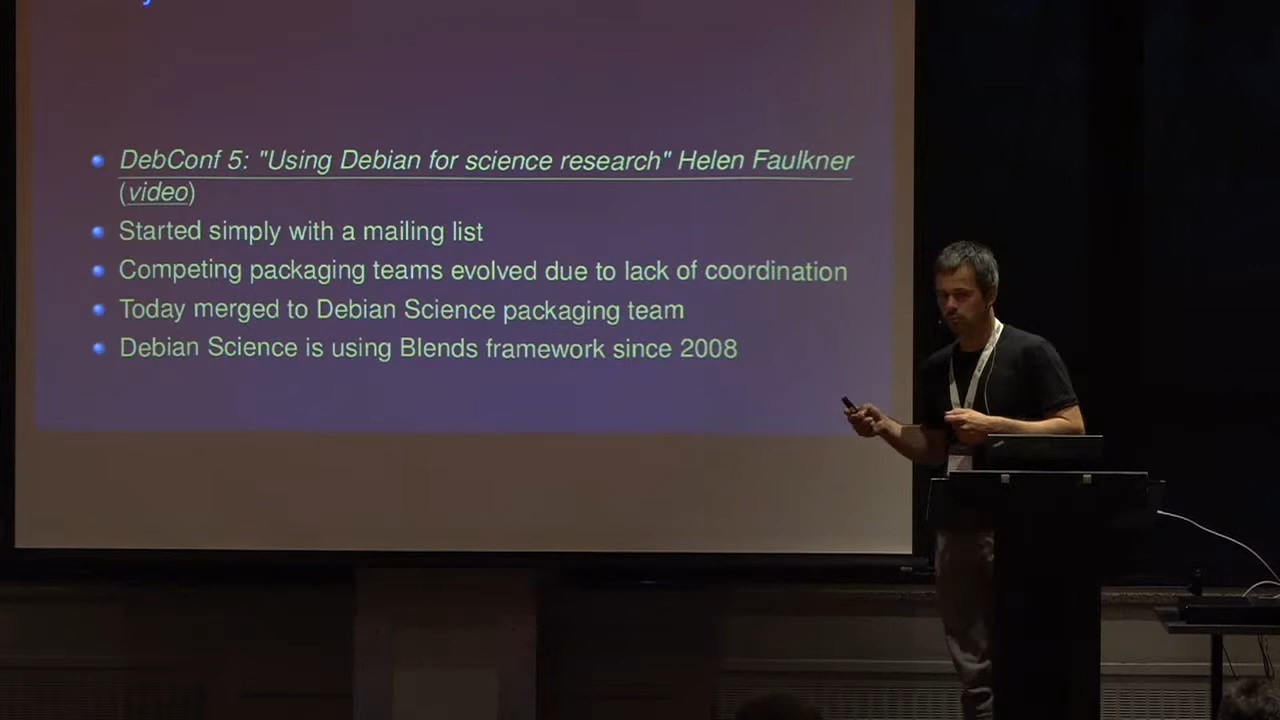 DebConf 5: "Using Debian for science research" Helen Faulkner
(video)
Started simply with a mailing list
Competing packaging teams evolved due to lack of coordination
Today merged to Debian Science packaging team
Debian Science is using Blends framework since 2008